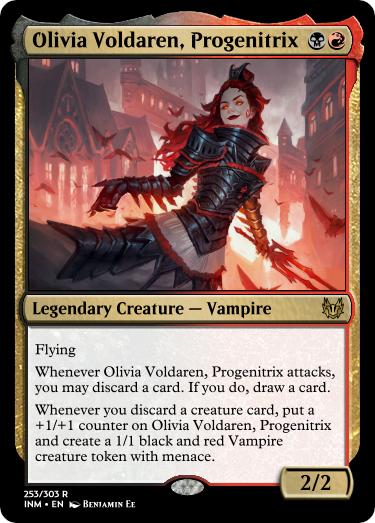 Olivia Voldaren, Progenitrix
Legendary Creature — Vampire
Flying
Whenever Olivia Voldaren, Progenitrix attacks,
you may discard a card. If you do, draw a card.
Whenever you discard a creature card, put a
+1/+1 counter on Olivia Voldaren, Progenitrix
and create a 1/1 black and red Vampire
creature token with menace.
2/2
253/303 R
INM • EN Benjamin Ee